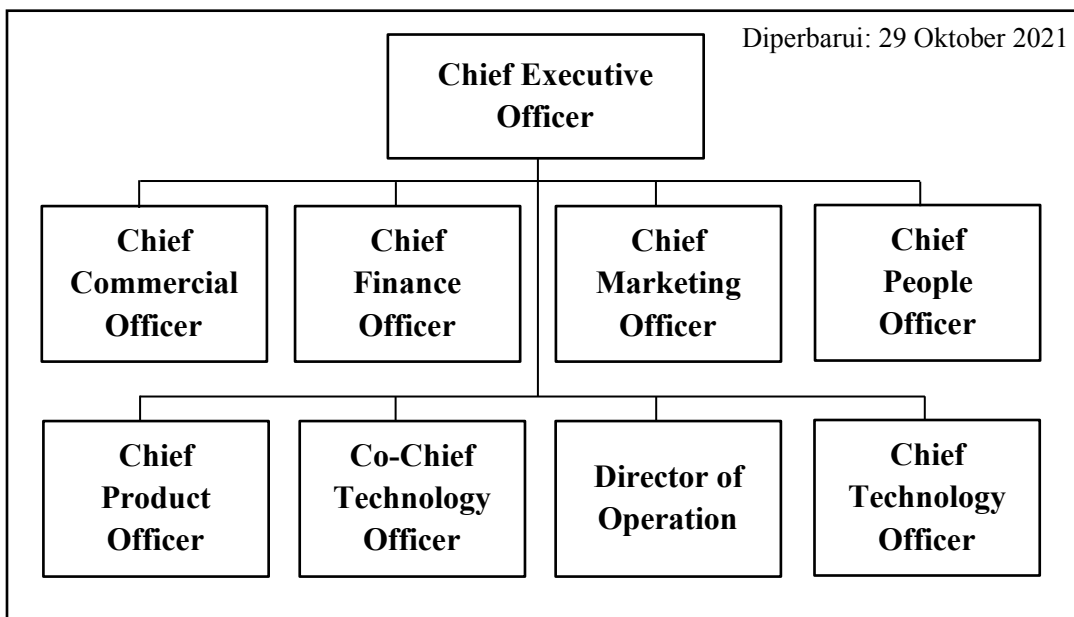 Diperbarui: 29 Oktober 2021
Chief Executive
Officer
Chief
Commercial
Officer
Chief
Finance
Officer
Chief
Marketing
Officer
Chief
People
Officer
Chief
Product
Officer
Co-Chief
Technology
Officer
Director of
Operation
Chief
Technology
Officer